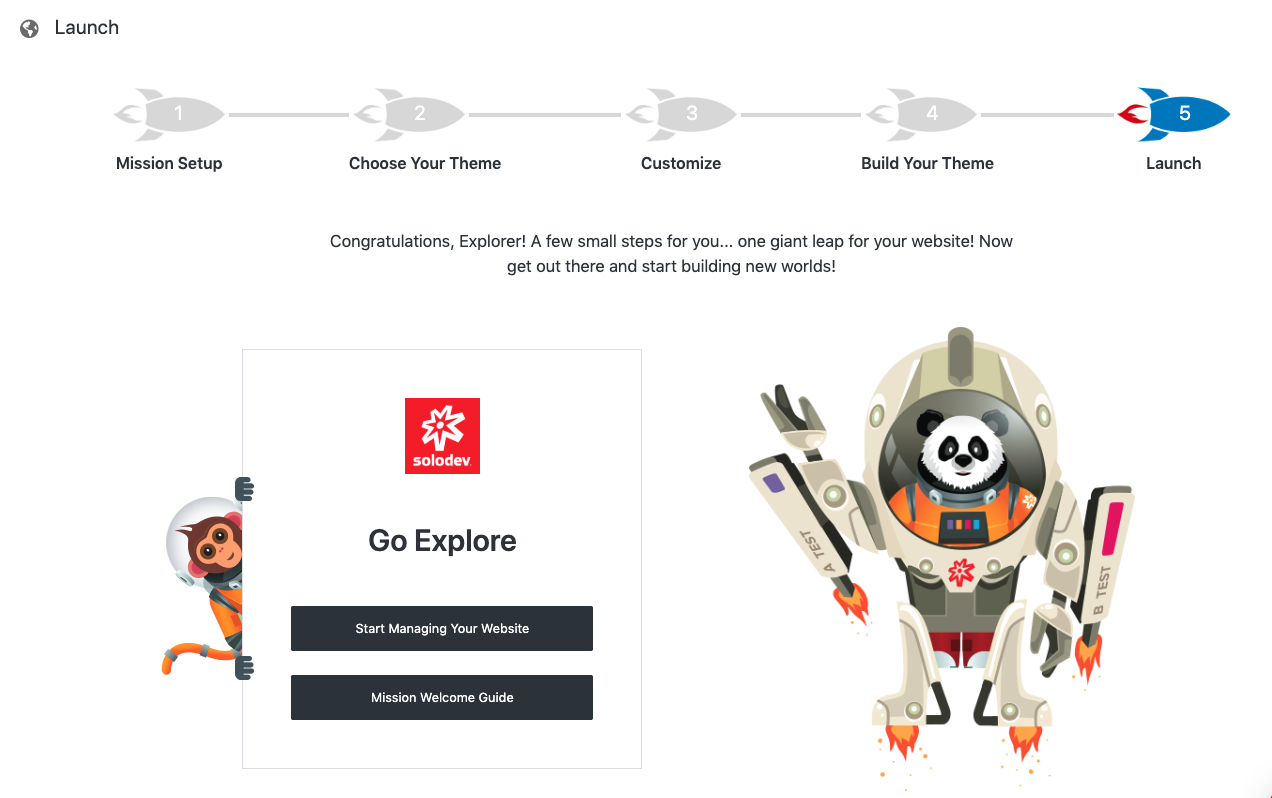 Launch
1
2
3
4
5
Mission Setup
Choose Your Theme
Customize
Build Your Theme
Launch
Congratulations, Explorer! A few small steps for you... one giant leap for your website! Now
get out there and start building new worlds!
solodev
Go Explore
Start Managing Your Website
Mission Welcome Guide
A TEST
B TEST